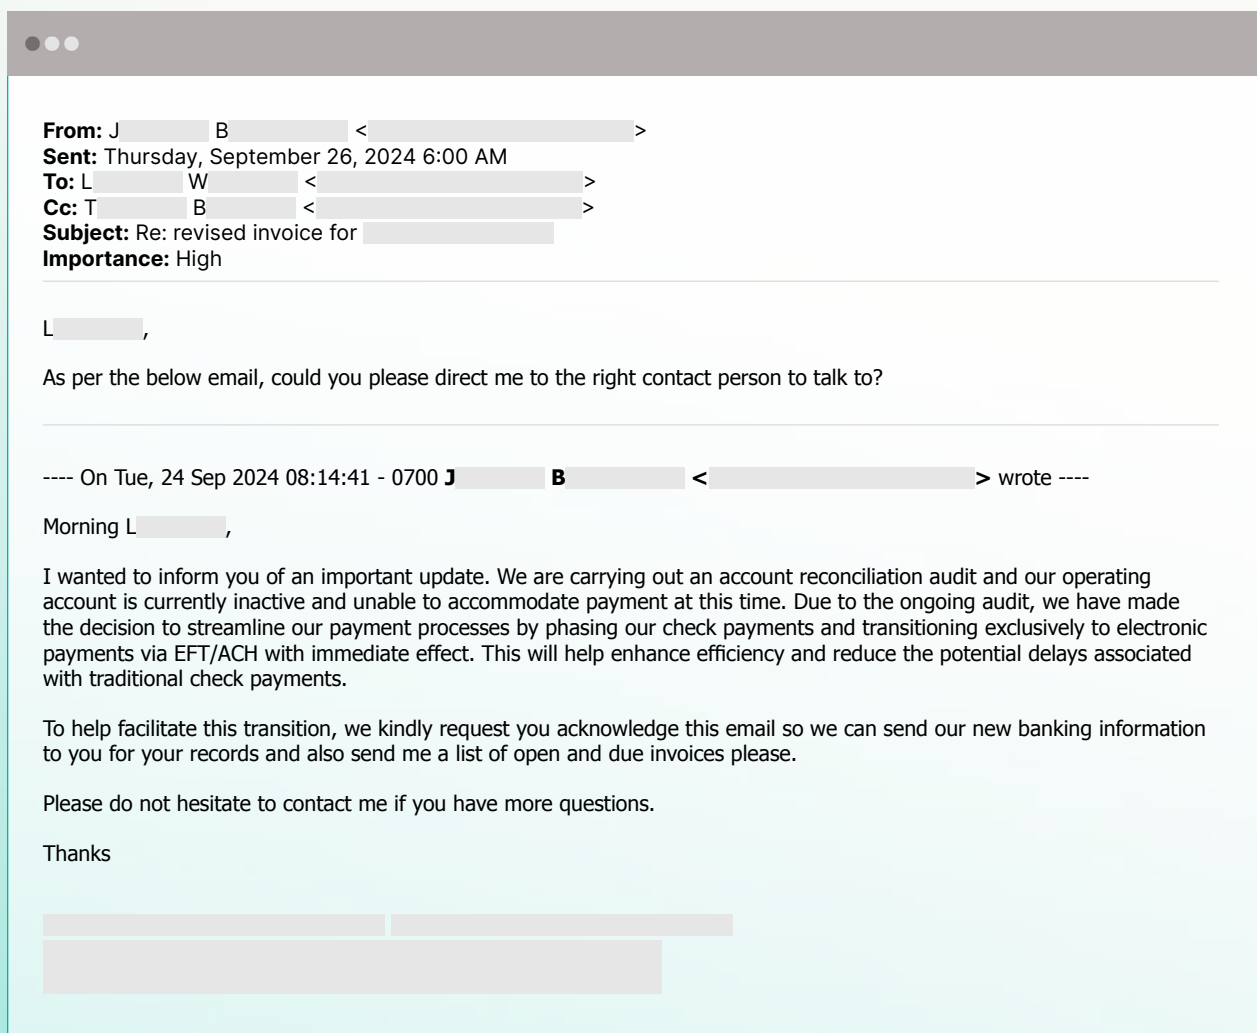 From: J B < >
Sent: Thursday, September 26, 2024 6:00 AM
To: L W < >
Cc: T B < >
Subject: Re: revised invoice for
Importance: High
L ,
As per the below email, could you please direct me to the right contact person to talk to?
---- On Tue, 24 Sep 2024 08:14:41 - 0700 J B < > wrote ----
Morning L ,
I wanted to inform you of an important update. We are carrying out an account reconciliation audit and our operating
account is currently inactive and unable to accommodate payment at this time. Due to the ongoing audit, we have made
the decision to streamline our payment processes by phasing our check payments and transitioning exclusively to electronic
payments via EFT/ACH with immediate effect. This will help enhance efficiency and reduce the potential delays associated
with traditional check payments.
To help facilitate this transition, we kindly request you acknowledge this email so we can send our new banking information
to you for your records and also send me a list of open and due invoices please.
Please do not hesitate to contact me if you have more questions.
Thanks